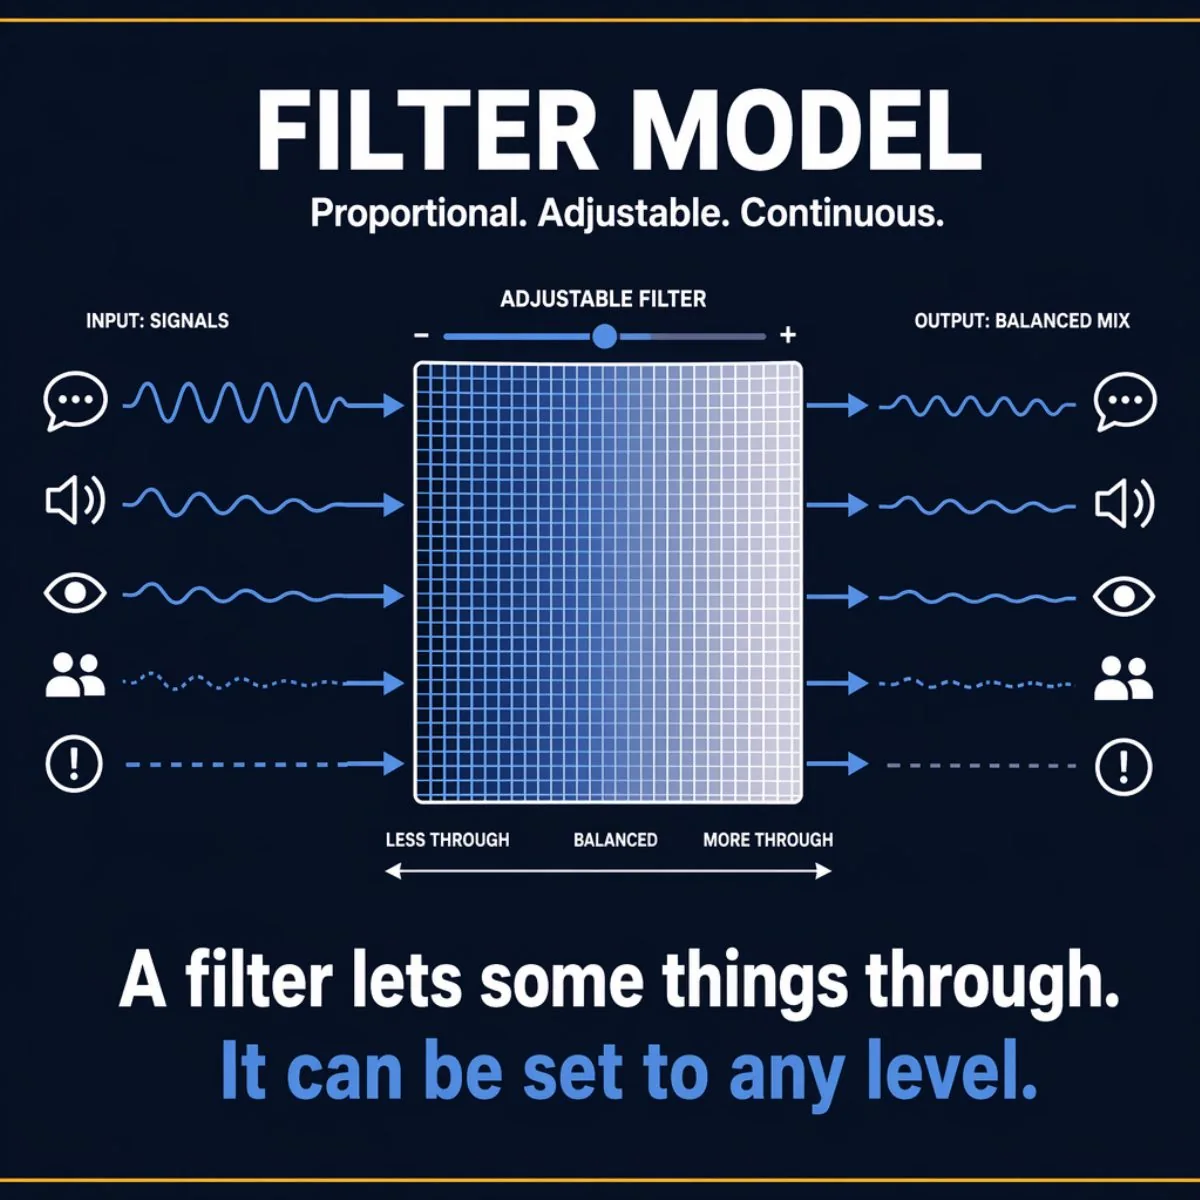 FILTER MODEL
Proportional. Adjustable. Continuous.
ADJUSTABLE FILTER
INPUT: SIGNALS
− +
OUTPUT: BALANCED MIX
LESS THROUGH
BALANCED
MORE THROUGH
A filter lets some things through.
It can be set to any level.